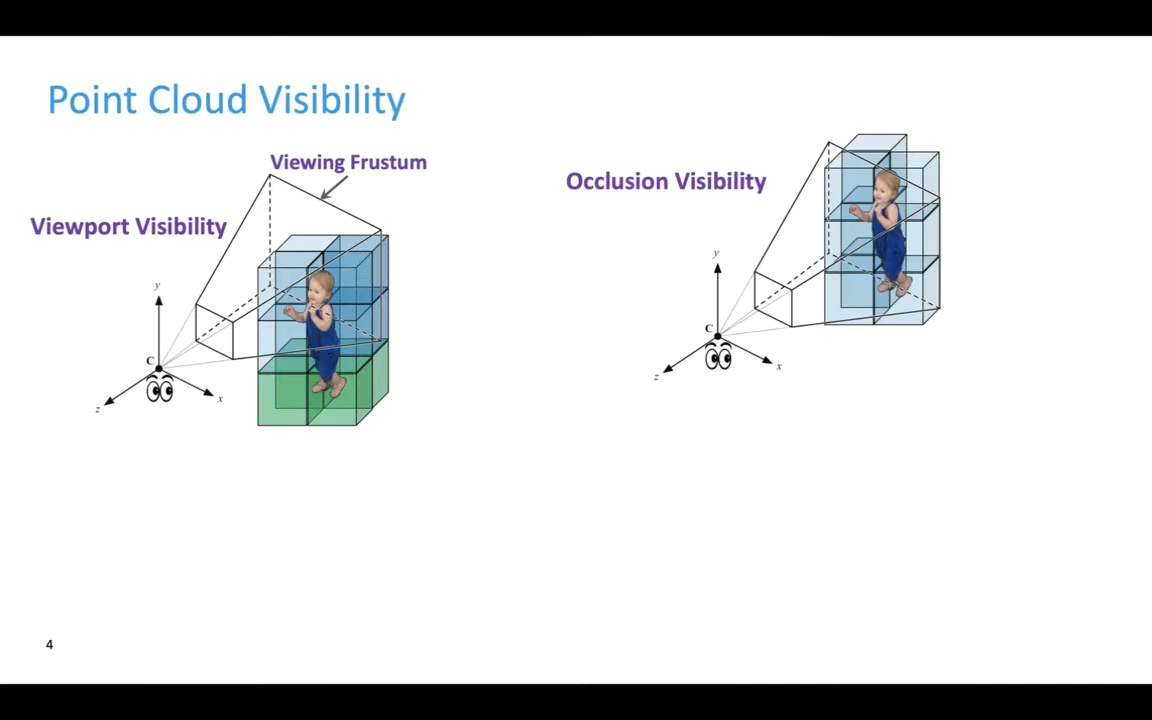 Point Cloud Visibility
Viewing Frustum
Viewport Visibility
y
C
z
x
Occlusion Visibility
y
C
z
x
4